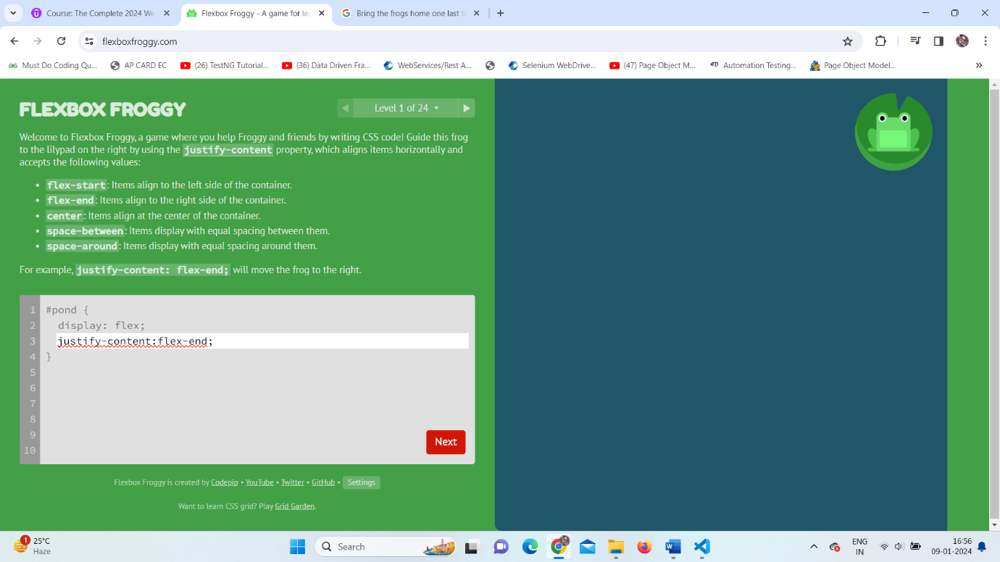 Course: The Complete 2024 We
Flexbox Froggy - A game for lea
Bring the frogs home one last ti
flexboxfroggy.com
Must Do Coding Qu...
AP CARD EC
(26) TestNG Tutorial...
(36) Data Driven Fra...
WebServices/Rest A...
Selenium WebDrive...
(47) Page Object M...
Automation Testing...
Page Object Model...
FLEXBOX FROGGY
Level 1 of 24
Welcome to Flexbox Froggy, a game where you help Froggy and friends by writing CSS code! Guide this frog
to the lilypad on the right by using the justify-content property, which aligns items horizontally and
accepts the following values:
• flex-start: Items align to the left side of the container.
• flex-end: Items align to the right side of the container.
• center: Items align at the center of the container.
• space-between: Items display with equal spacing between them.
• space-around: Items display with equal spacing around them.
For example, justify-content: flex-end; will move the frog to the right.
1 #pond {
2 display: flex;
3 justify-content:flex-end;
4 }
5
6
7
8
9
10
Next
Flexbox Froggy is created by Codepip • YouTube • Twitter • GitHub • Settings
Want to learn CSS grid? Play Grid Garden.
1
25°C
Haze
Search
ENG
IN
16:56
09-01-2024